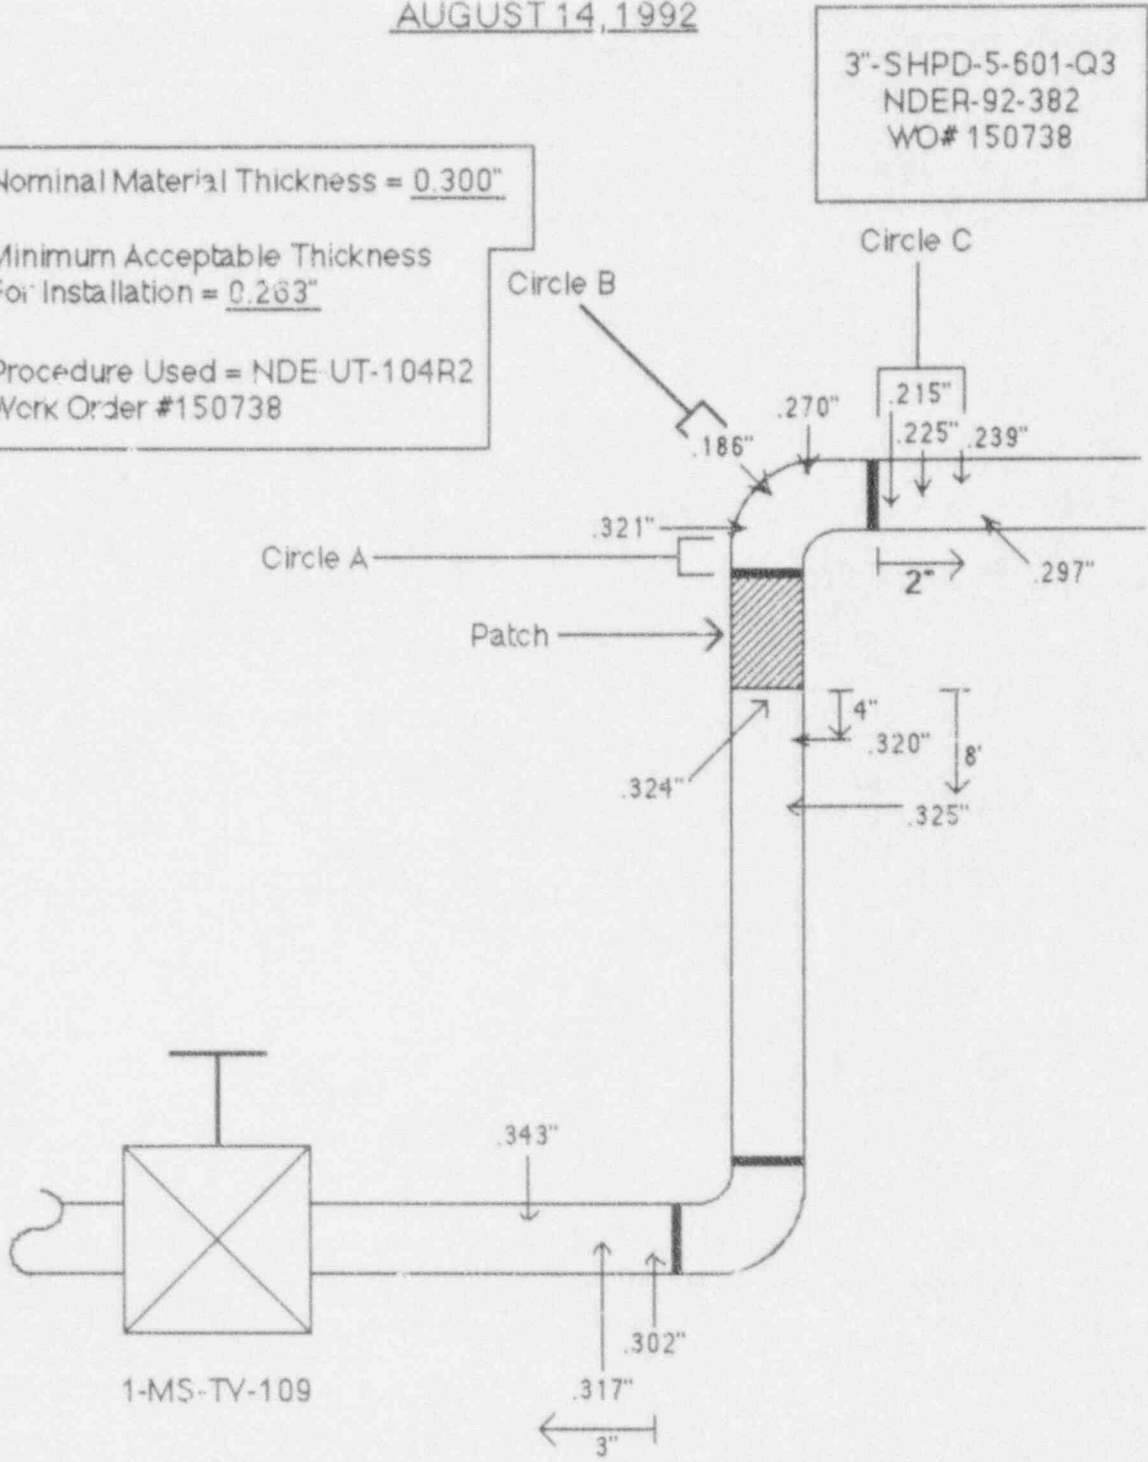 AUGUST 14, 1992
3"-SHPD-5-601-Q3
NDER-92-382
WO# 150738
Nominal Material Thickness = 0.300"
Minimum Acceptable Thickness
For Installation = 0.263"
Procedure Used = NDE UT-104R2
Work Order #150738
Circle B
Circle C
.270"
.215"
.186"
.225"
.239"
.321"
Circle A
2"
.297"
Patch
4"
.320"
8'
.324"
.325"
.343"
.302"
1-MS-TV-109
.317"
3"